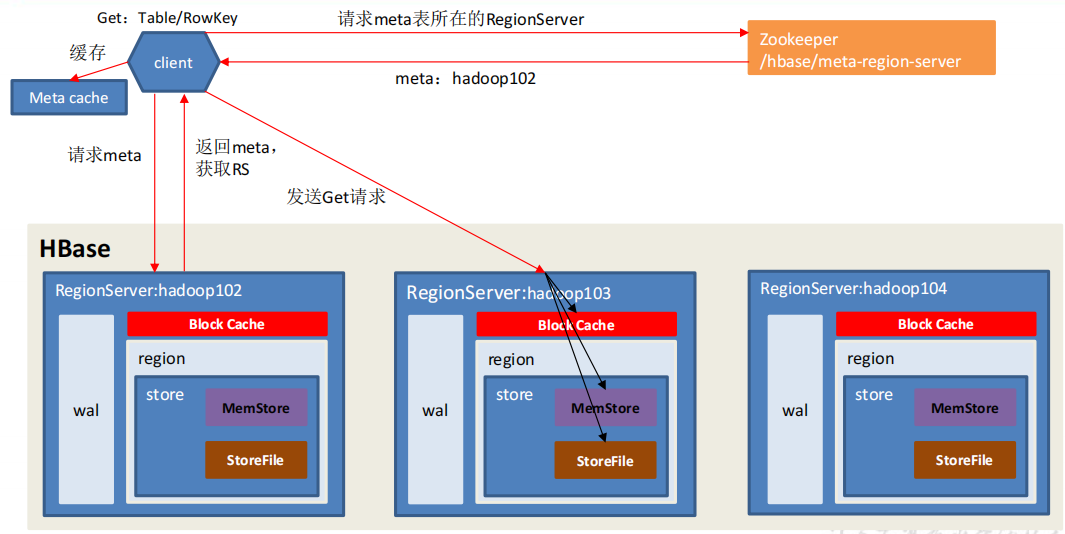 Get：Table/RowKey
请求meta表所在的RegionServer
Zookeeper
/hbase/meta-region-server
缓存
client
meta：hadoop102
Meta cache
请求meta
返回meta，
获取RS
发送Get请求
HBase
RegionServer:hadoop102
Block Cache
region
wal
store
MemStore
StoreFile
RegionServer:hadoop103
Block Cache
region
wal
store
MemStore
StoreFile
RegionServer:hadoop104
Block Cache
region
wal
store
MemStore
StoreFile